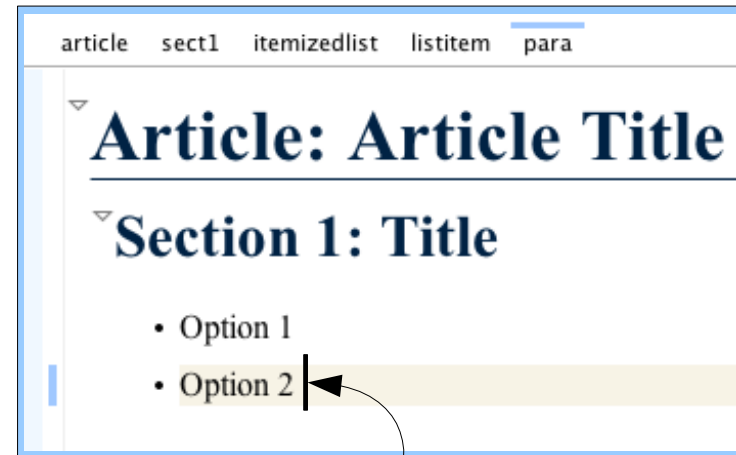 article sect1 itemizedlist listitem para
Article: Article Title
Section 1: Title
• Option 1
• Option 2